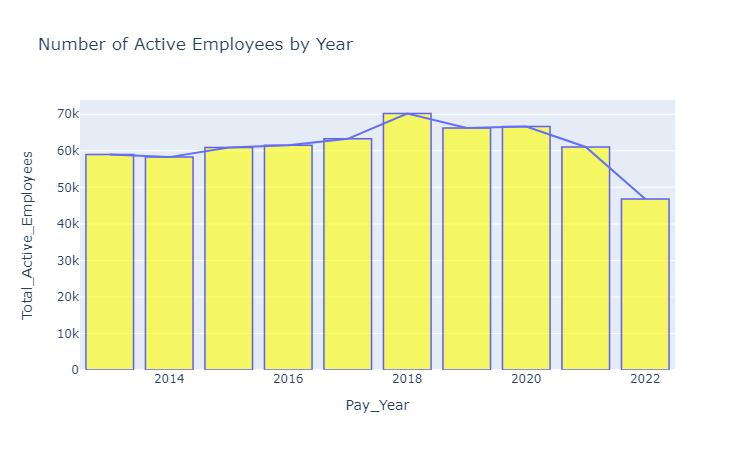 Number of Active Employees by Year
Total_Active_Employees
70k
60k
50k
40k
30k
20k
10k
0
2014 2016 2018 2020 2022
Pay_Year